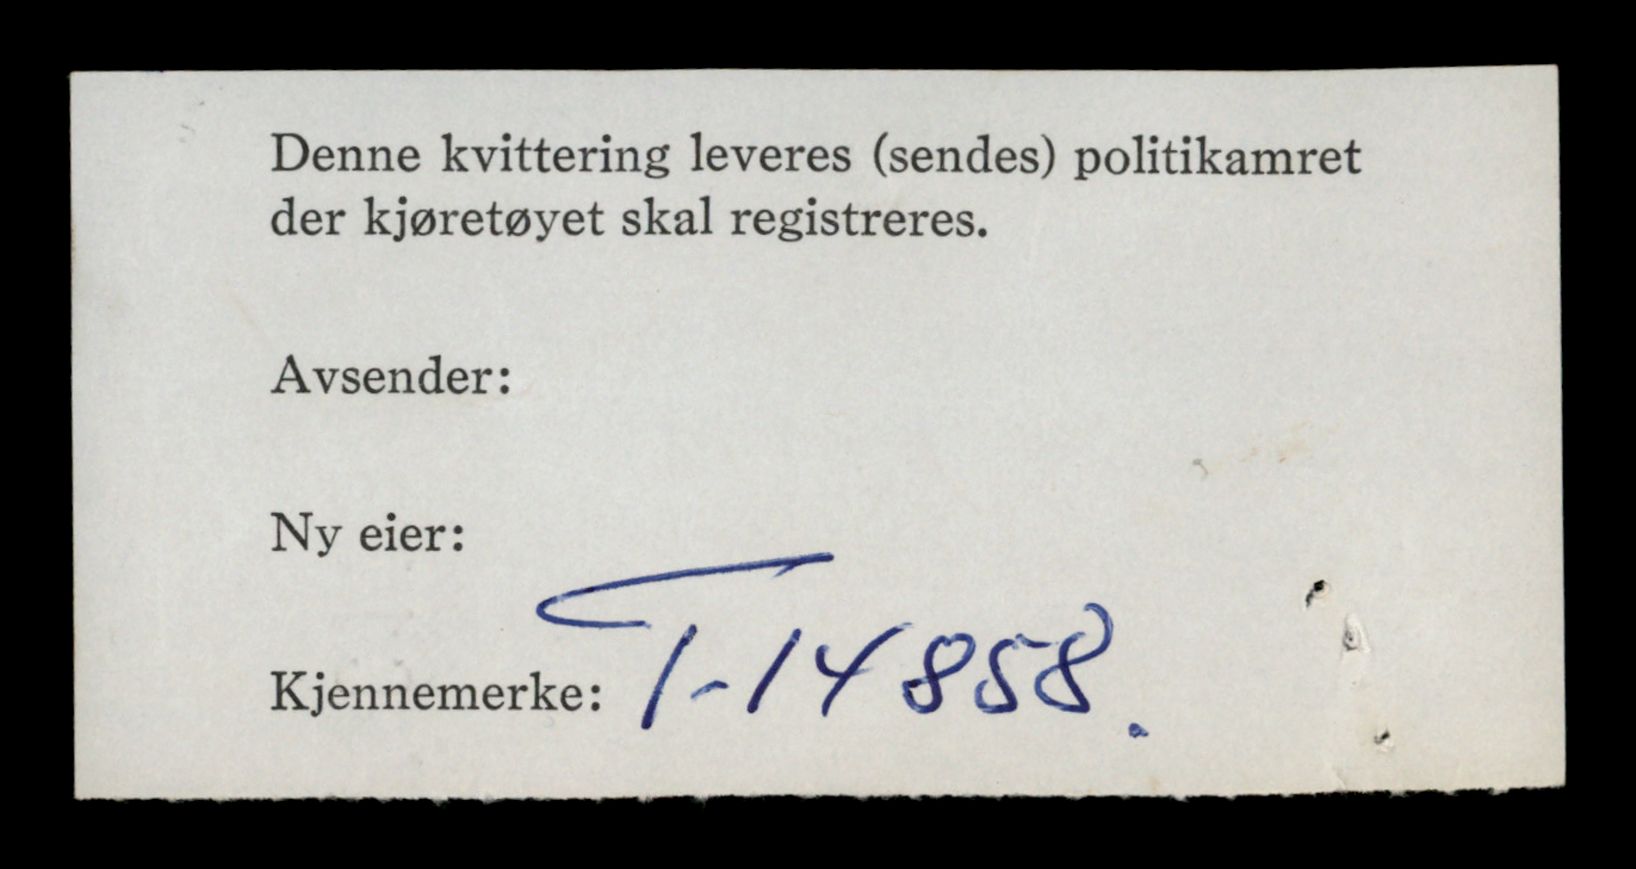 Denne kvittering leveres (sendes) politikamret
der kjøretøyet skal registreres.
Avsender:
Ny eier:
Kjennemerke: T-14858.